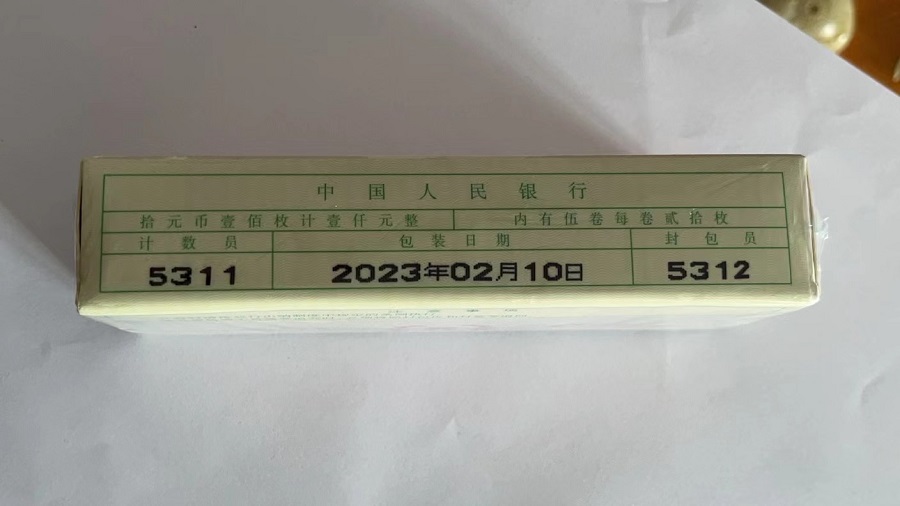 中国人民银行
拾元币壹佰枚计壹仟元整 内有伍卷每卷贰拾枚
计数员 包装日期 封包员
5311 2023年02月10日 5312